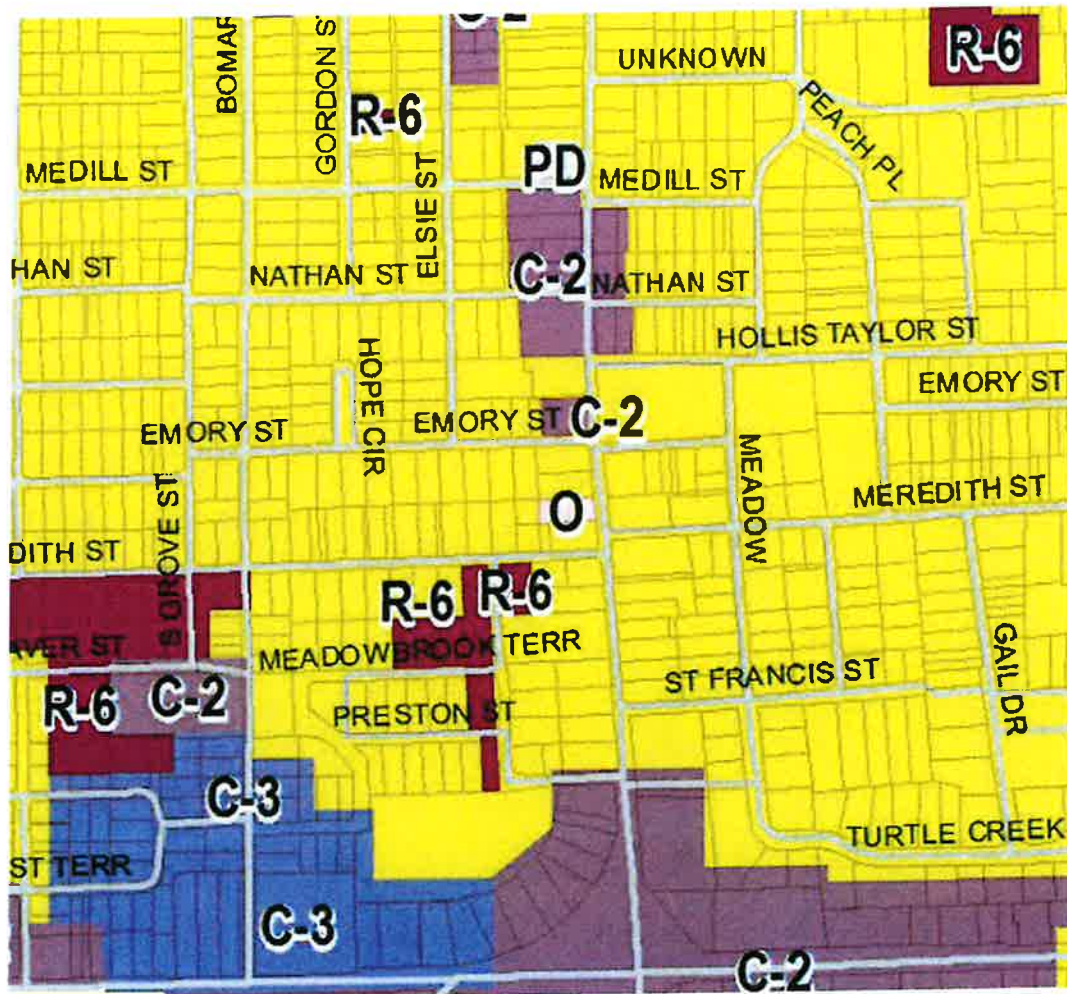 C-2
BOMAR
GORDON S
UNKNOWN
R-6
R-6
PEACH PL
MEDILL ST
ELSIE ST
PD
MEDILL ST
HAN ST
NATHAN ST
C-2
NATHAN ST
HOLLIS TAYLOR ST
HOPE CIR
EMORY ST
EMORY ST
EMORY ST
C-2
MEADOW
S GROVE ST
O
MEREDITH ST
DITH ST
R-6
R-6
AVER ST
MEADOWBROOK TERR
GAIL DR
ST FRANCIS ST
R-6
C-2
PRESTON ST
C-3
TURTLE CREEK
ST TERR
C-3
C-2